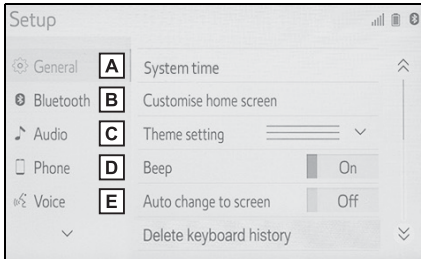 Setup
General A System time
Bluetooth B Customise home screen
Audio C Theme setting
Phone D Beep On
Voice E Auto change to screen Off
Delete keyboard history